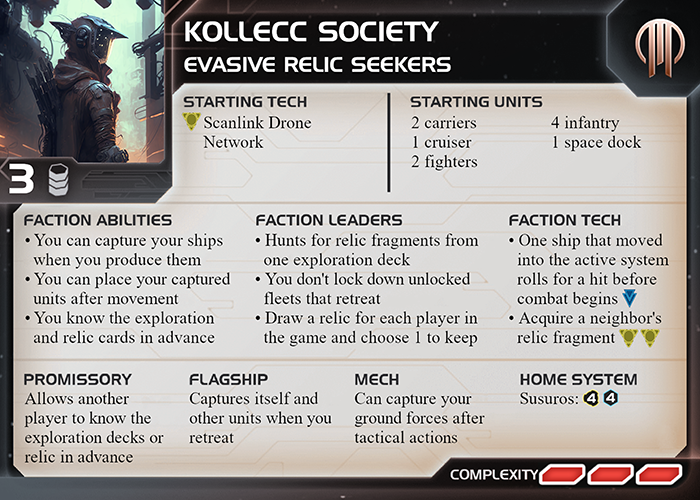 KOLLECC SOCIETY
EVASIVE RELIC SEEKERS
STARTING TECH
Scanlink Drone
Network
STARTING UNITS
2 carriers
1 cruiser
2 fighters
4 infantry
1 space dock
3
FACTION ABILITIES
• You can capture your ships
when you produce them
• You can place your captured
units after movement
• You know the exploration
and relic cards in advance
FACTION LEADERS
• Hunts for relic fragments from
one exploration deck
• You don't lock down unlocked
fleets that retreat
• Draw a relic for each player in
the game and choose 1 to keep
FACTION TECH
• One ship that moved
into the active system
rolls for a hit before
combat begins
• Acquire a neighbor's
relic fragment
PROMISSORY
Allows another
player to know the
exploration decks or
relic in advance
FLAGSHIP
Captures itself and
other units when you
retreat
MECH
Can capture your
ground forces after
tactical actions
HOME SYSTEM
Susuros: 4 4
COMPLEXITY